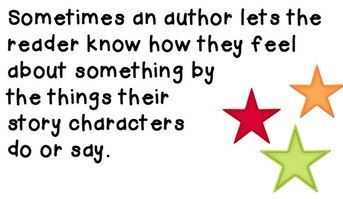 Sometimes an author lets the
reader know how they feel
about something by
the things their
story characters
do or say.